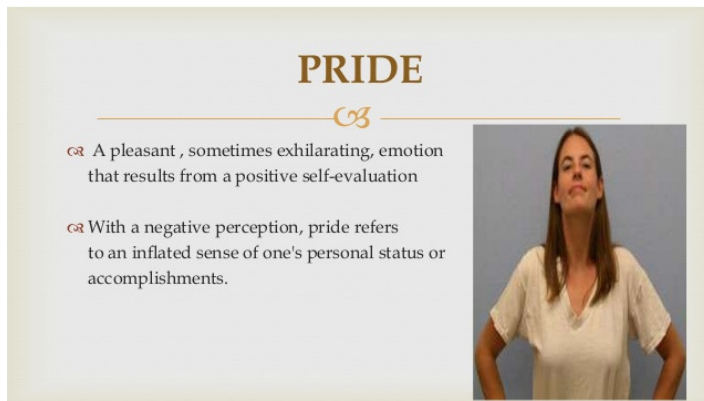 PRIDE
A pleasant , sometimes exhilarating, emotion
that results from a positive self-evaluation
With a negative perception, pride refers
to an inflated sense of one's personal status or
accomplishments.